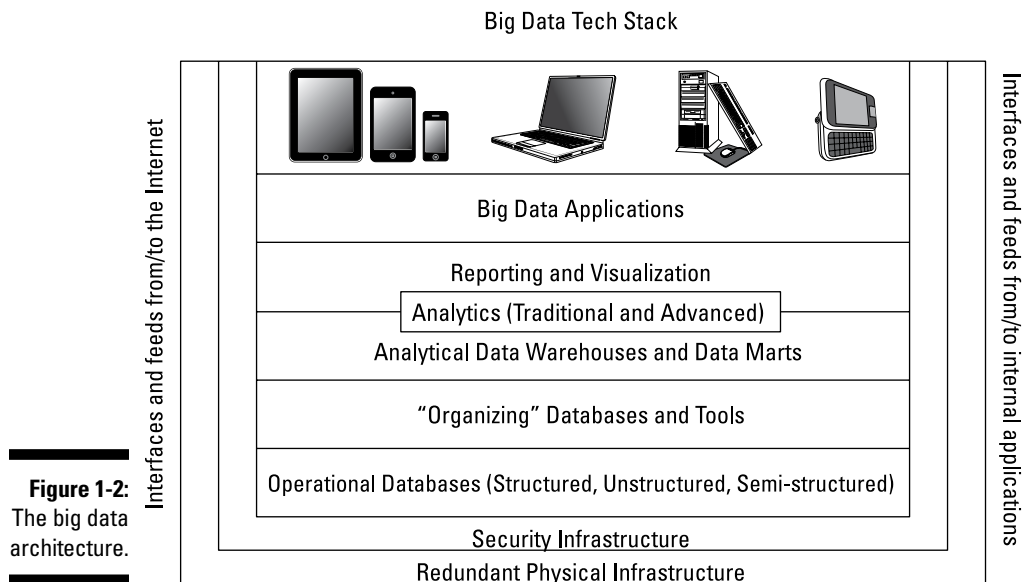 Big Data Tech Stack
Interfaces and feeds from/to the Internet
Big Data Applications
Reporting and Visualization
Analytics (Traditional and Advanced)
Analytical Data Warehouses and Data Marts
“Organizing” Databases and Tools
Operational Databases (Structured, Unstructured, Semi-structured)
Security Infrastructure
Redundant Physical Infrastructure
Interfaces and feeds from/to internal applications
Figure 1-2:
The big data
architecture.